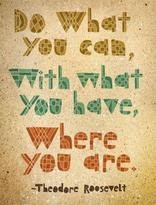 Do What
you can,
With what
you have,
Where
you are.
-Theodore Roosevelt